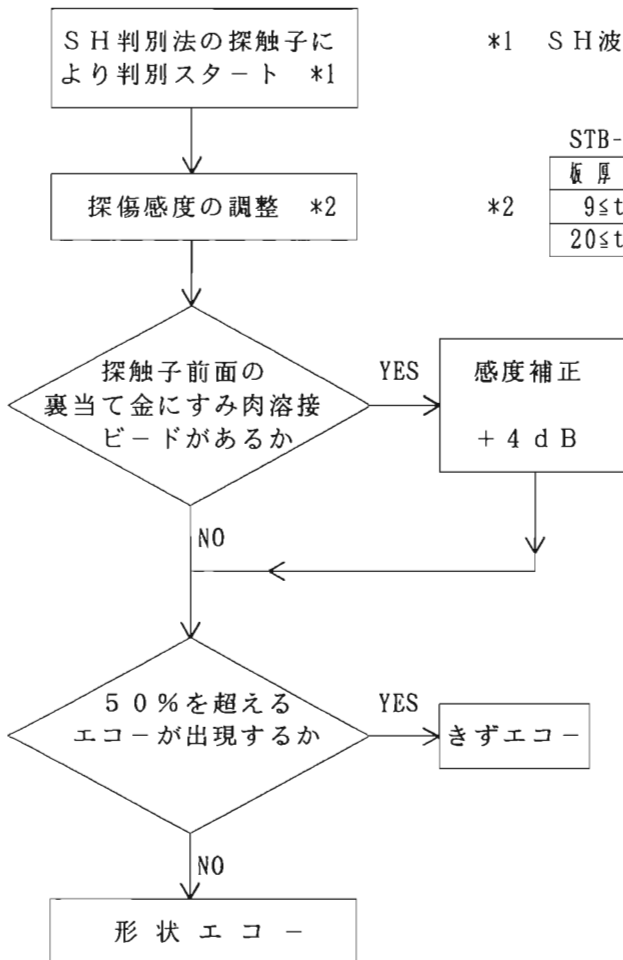 SH判別法の探触子に
より判別スタート *1
*1 SH波
探傷感度の調整 *2
*2
STB-
板厚
9≦t
20≦t
探触子前面の
裏当て金にすみ肉溶接
ビードがあるか
YES
感度補正
+4dB
NO
50%を超える
エコーが出現するか
YES
きずエコー
NO
形状エコー